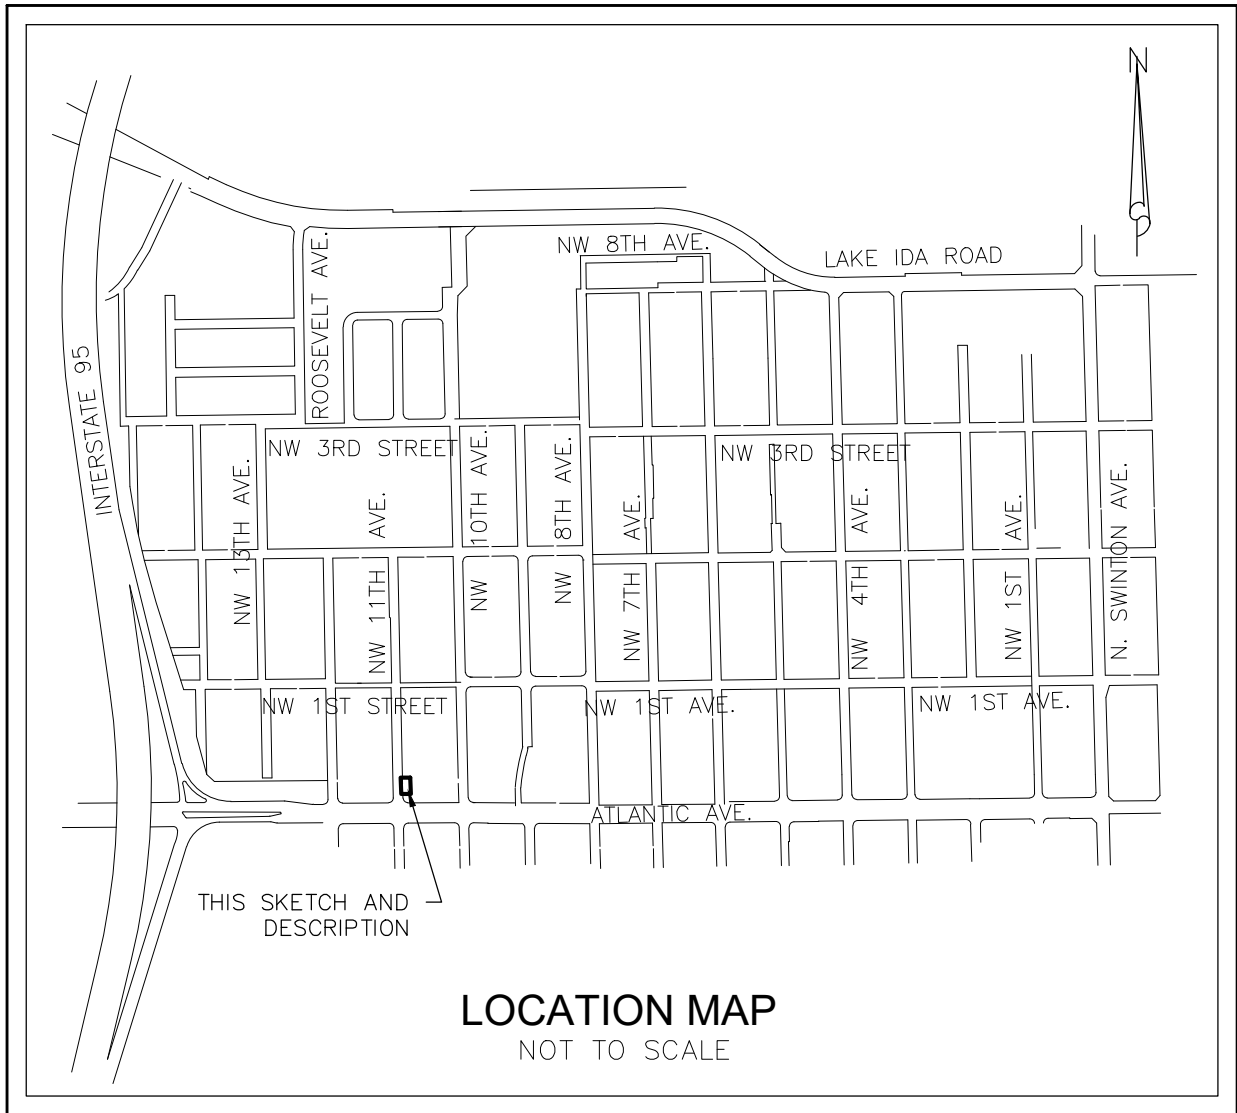 N
NW 8TH AVE.
LAKE IDA ROAD
ROOSEVELT AVE.
INTERSTATE 95
NW 3RD STREET
NW 3RD STREET
NW 13TH AVE.
NW 11TH AVE.
NW 10TH AVE.
NW 8TH AVE.
NW 7TH AVE.
NW 4TH AVE.
NW 1ST AVE.
N. SWINTON AVE.
NW 1ST STREET
NW 1ST AVE.
NW 1ST AVE.
ATLANTIC AVE.
THIS SKETCH AND
DESCRIPTION
LOCATION MAP
NOT TO SCALE